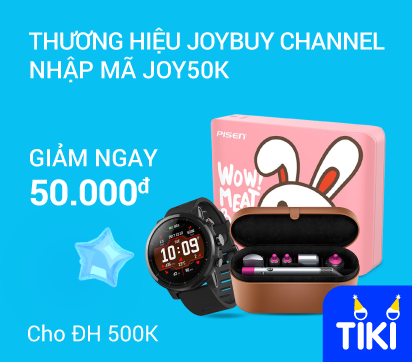 THƯƠNG HIỆU JOYBUY CHANNEL
NHẬP MÃ JOY50K
GIẢM NGAY
50.000đ
PISEN
WOW!
MEAT
10:09
Cho ĐH 500K
TIKI